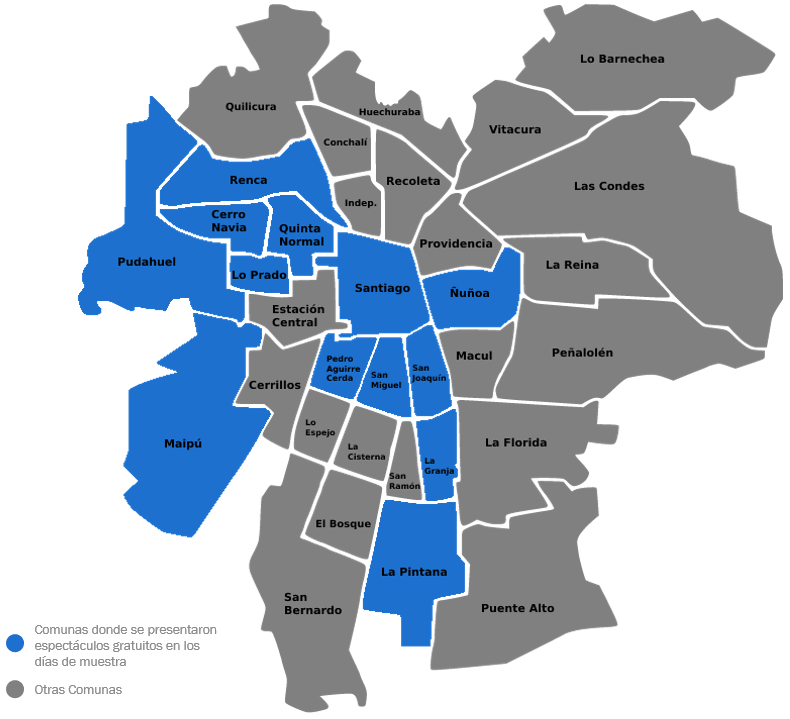 Lo Barnechea
Quilicura
Huechuraba
Vitacura
Conchalí
Renca
Recoleta
Las Condes
Indep.
Cerro
Navia
Quinta
Normal
Providencia
Pudahuel
La Reina
Lo Prado
Santiago
Ñuñoa
Estación
Central
Peñalolén
Macul
Pedro
Aguirre
Cerda
San
Miguel
San
Joaquín
Cerrillos
Lo
Espejo
Maipú
La
Cisterna
La Florida
La
Granja
San
Ramón
El Bosque
La Pintana
San
Bernardo
Puente Alto
Comunas donde se presentaron
espectáculos gratuitos en los
días de muestra
Otras Comunas